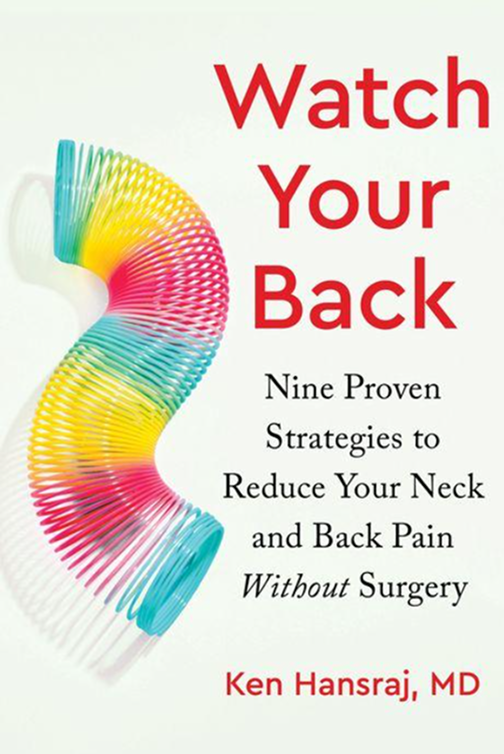 Watch
Your
Back
Nine Proven
Strategies to
Reduce Your Neck
and Back Pain
Without Surgery
Ken Hansraj, MD